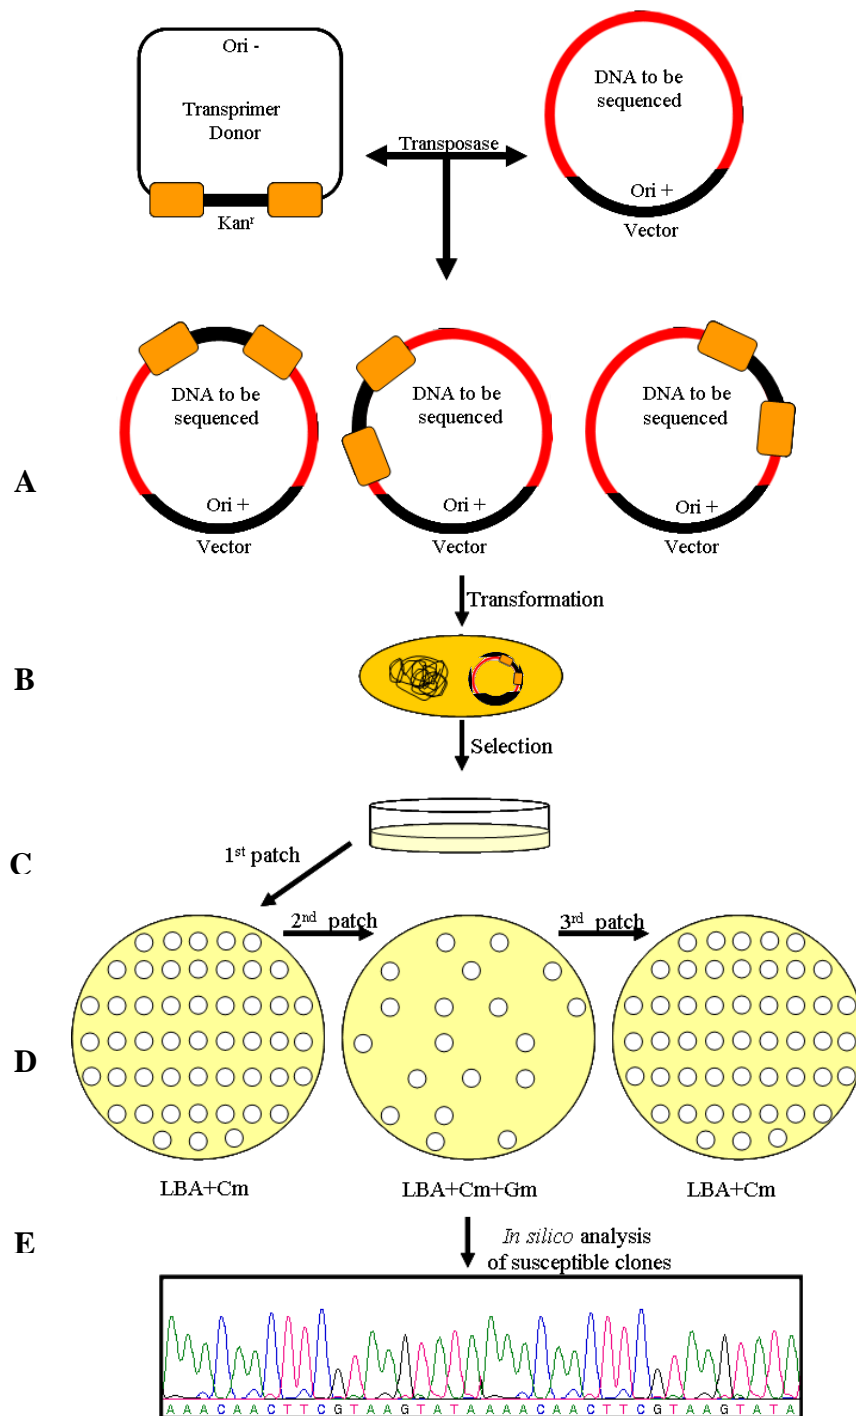 Ori -
Transprimer
Donor
Kanʳ
Transposase
DNA to be
sequenced
Ori +
Vector
A
DNA to be
sequenced
Ori +
Vector
DNA to be
sequenced
Ori +
Vector
DNA to be
sequenced
Ori +
Vector
Transformation
B
Selection
C
1st patch
2nd patch
3rd patch
D
LBA+Cm
LBA+Cm+Gm
LBA+Cm
E
In silico analysis
of susceptible clones
A A A C A A C T T C G T A A G T A T A A A A C A A C T T C G T A A G T A T A